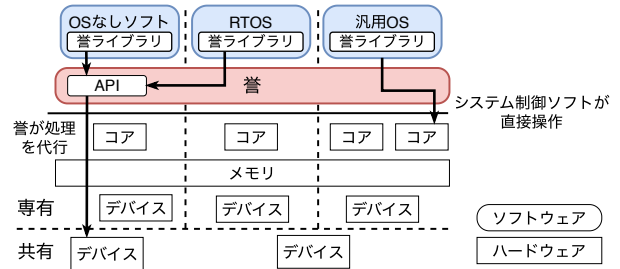 OSなしソフト
RTOS
汎用OS
誉ライブラリ
誉ライブラリ
誉ライブラリ
API
誉
システム制御ソフトが
直接操作
誉が処理
を代行
コア
コア
コア
コア
メモリ
専有
デバイス
デバイス
デバイス
ソフトウェア
共有
デバイス
デバイス
ハードウェア